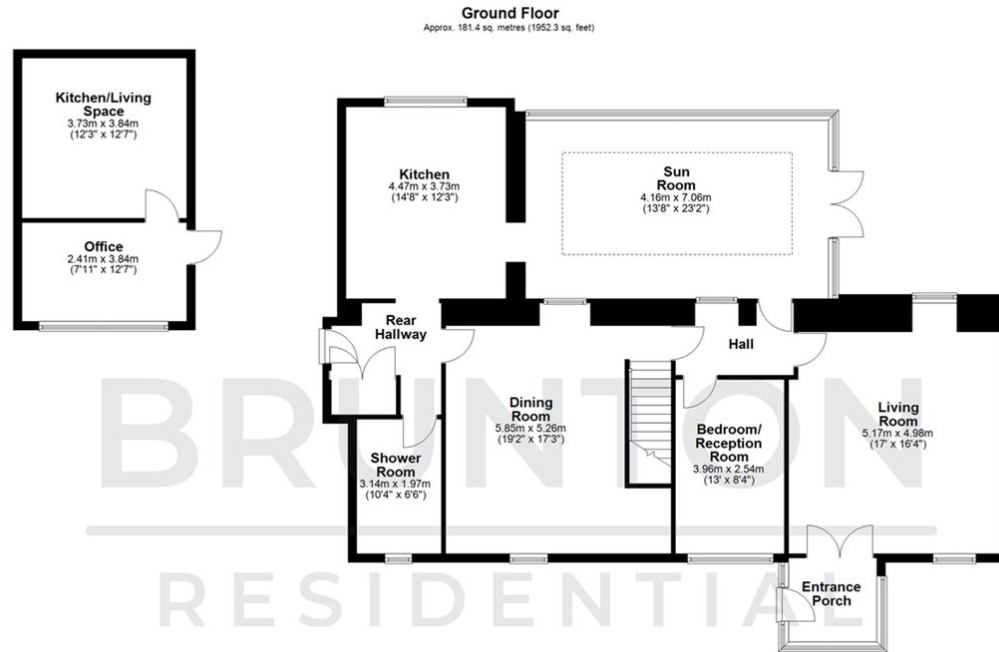 Ground Floor
Approx. 181.4 sq. metres (1952.3 sq. feet)
Kitchen/Living
Space
3.73m x 3.84m
(12'3" x 12'7")
Office
2.41m x 3.84m
(7'11" x 12'7")
Kitchen
4.47m x 3.73m
(14'8" x 12'3")
Sun
Room
4.16m x 7.06m
(13'8" x 23'2")
Rear
Hallway
Hall
Dining
Room
5.85m x 5.26m
(19'2" x 17'3")
Shower
Room
3.14m x 1.97m
(10'4" x 6'6")
Bedroom/
Reception
Room
3.96m x 2.54m
(13' x 8'4")
Living
Room
5.17m x 4.98m
(17' x 16'4")
Entrance
Porch
BRUNTON
RESIDENTIAL